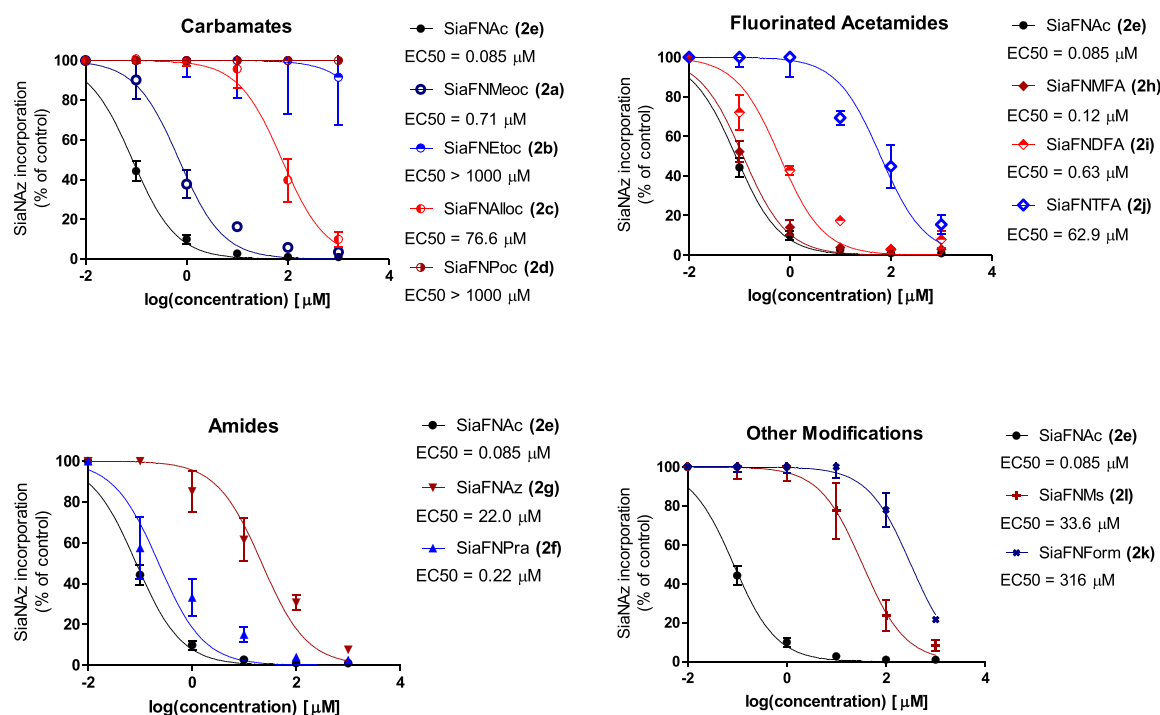 Carbamates
SiaNAz incorporation
(% of control)
100
80
60
40
20
0
-2
0
2
4
log(concentration) [ μM]
SiaFNAc (2e)
EC50 = 0.085 μM
SiaFNMeoc (2a)
EC50 = 0.71 μM
SiaFNEtoc (2b)
EC50 > 1000 μM
SiaFNAlloc (2c)
EC50 = 76.6 μM
SiaFNPoc (2d)
EC50 > 1000 μM
Fluorinated Acetamides
SiaNAz incorporation
(% of control)
100
80
60
40
20
0
-2
0
2
4
log(concentration) [ μM]
SiaFNAc (2e)
EC50 = 0.085 μM
SiaFNMFA (2h)
EC50 = 0.12 μM
SiaFNDFA (2i)
EC50 = 0.63 μM
SiaFNTFA (2j)
EC50 = 62.9 μM
Amides
SiaNAz incorporation
(% of control)
100
80
60
40
20
0
-2
0
2
4
log(concentration) [ μM]
SiaFNAc (2e)
EC50 = 0.085 μM
SiaFNAz (2g)
EC50 = 22.0 μM
SiaFNPra (2f)
EC50 = 0.22 μM
Other Modifications
SiaNAz incorporation
(% of control)
100
80
60
40
20
0
-2
0
2
4
log(concentration) [ μM]
SiaFNAc (2e)
EC50 = 0.085 μM
SiaFNMs (2l)
EC50 = 33.6 μM
SiaFNForm (2k)
EC50 = 316 μM